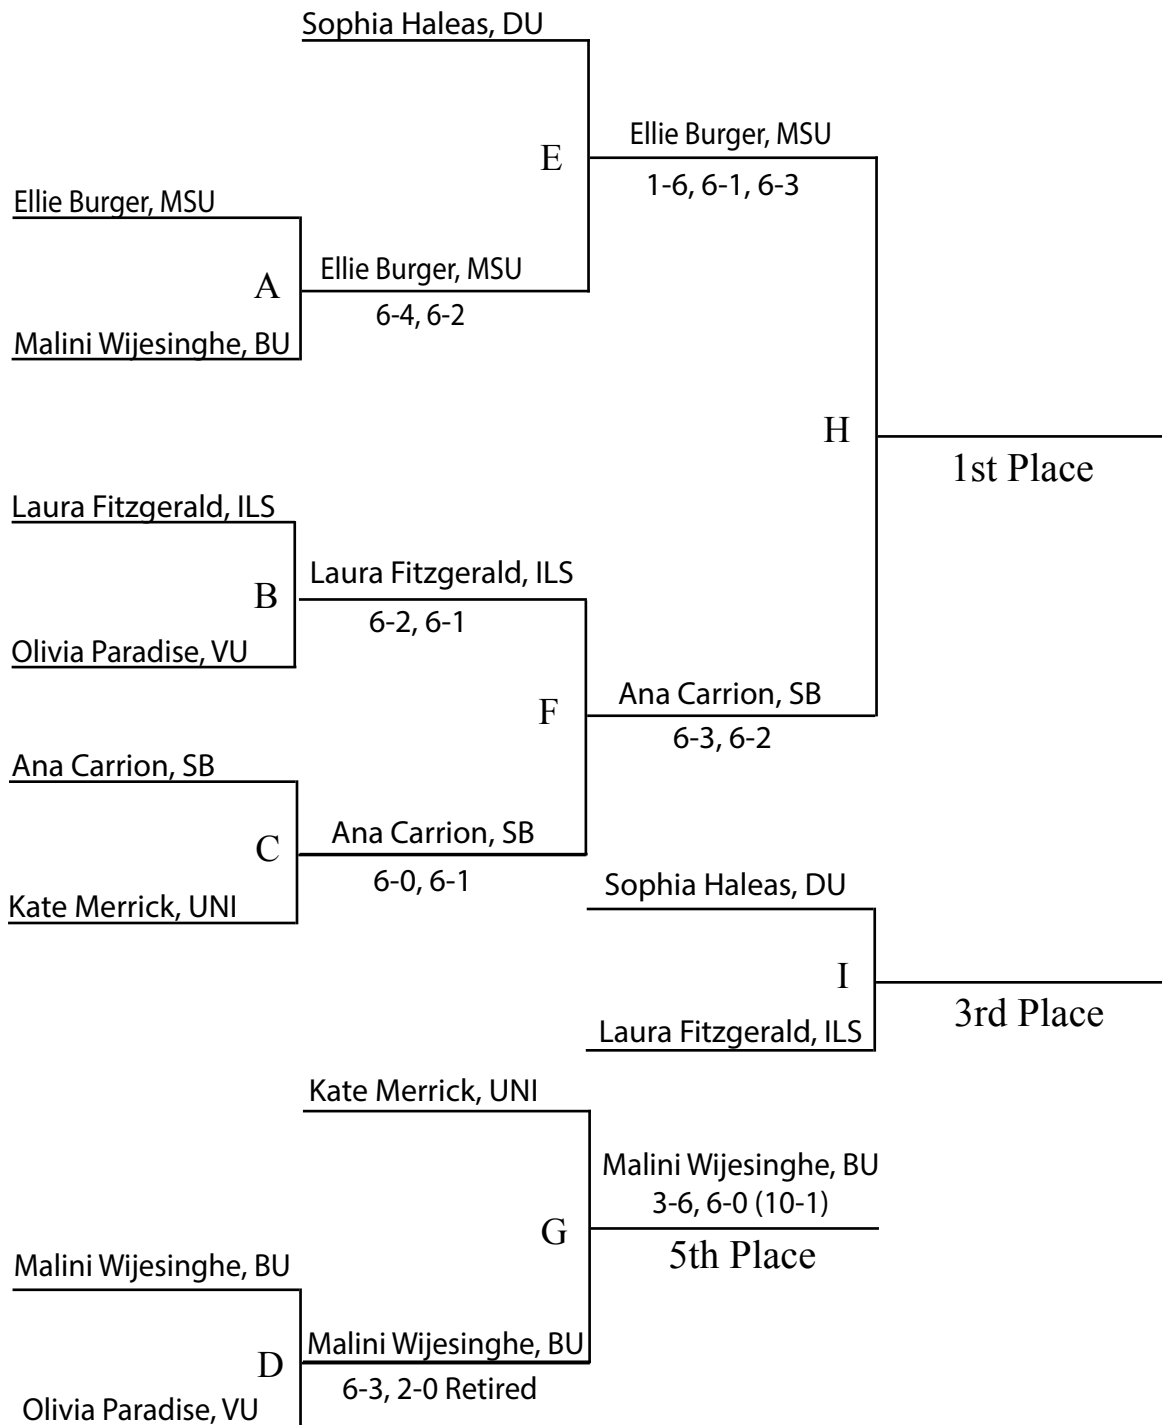 Sophia Haleas, DU
E
Ellie Burger, MSU
1-6, 6-1, 6-3
Ellie Burger, MSU
A
Ellie Burger, MSU
6-4, 6-2
Malini Wijesinghe, BU
H
1st Place
Laura Fitzgerald, ILS
B
Laura Fitzgerald, ILS
6-2, 6-1
Olivia Paradise, VU
F
Ana Carrion, SB
6-3, 6-2
Ana Carrion, SB
C
Ana Carrion, SB
6-0, 6-1
Kate Merrick, UNI
Sophia Haleas, DU
I
3rd Place
Laura Fitzgerald, ILS
Kate Merrick, UNI
G
Malini Wijesinghe, BU
3-6, 6-0 (10-1)
5th Place
Malini Wijesinghe, BU
D
Malini Wijesinghe, BU
6-3, 2-0 Retired
Olivia Paradise, VU